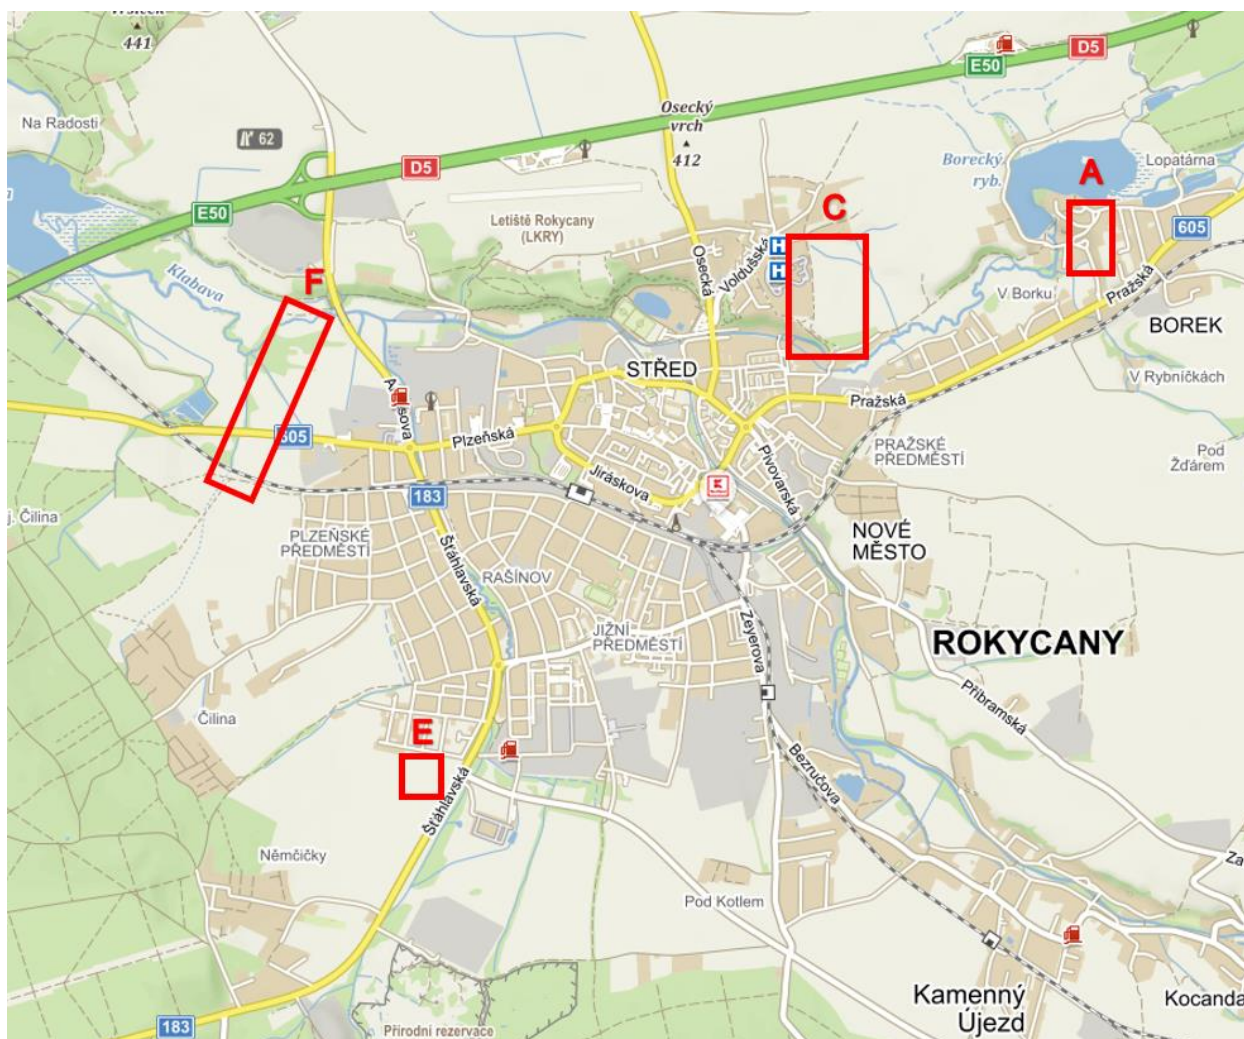 441
D5
E50
Na Radosti
62
Osecký
vrch
412
Borecký
ryb.
Lopatárna
A
D5
E50
Letiště Rokycany
(LKRY)
C
605
Klabava
F
Osecká
Voldušská
H
H
V Borku
Pražská
BOREK
STŘED
V Rybníčkách
Pražská
605
Plzeňská
Jiráskova
Pivovarská
PRAŽSKÉ
PŘEDMĚSTÍ
Pod
Žďárem
183
j. Čilina
PLZEŇSKÉ
PŘEDMĚSTÍ
Šťáhlavská
RAŠÍNOV
NOVÉ
MĚSTO
JIŽNÍ
PŘEDMĚSTÍ
Zeyerova
ROKYCANY
Příbramská
Čilina
E
Bezručova
Šťáhlavská
Němčičky
Za
Pod Kotlem
Kamenný
Újezd
Kocanda
183
Přírodní rezervace